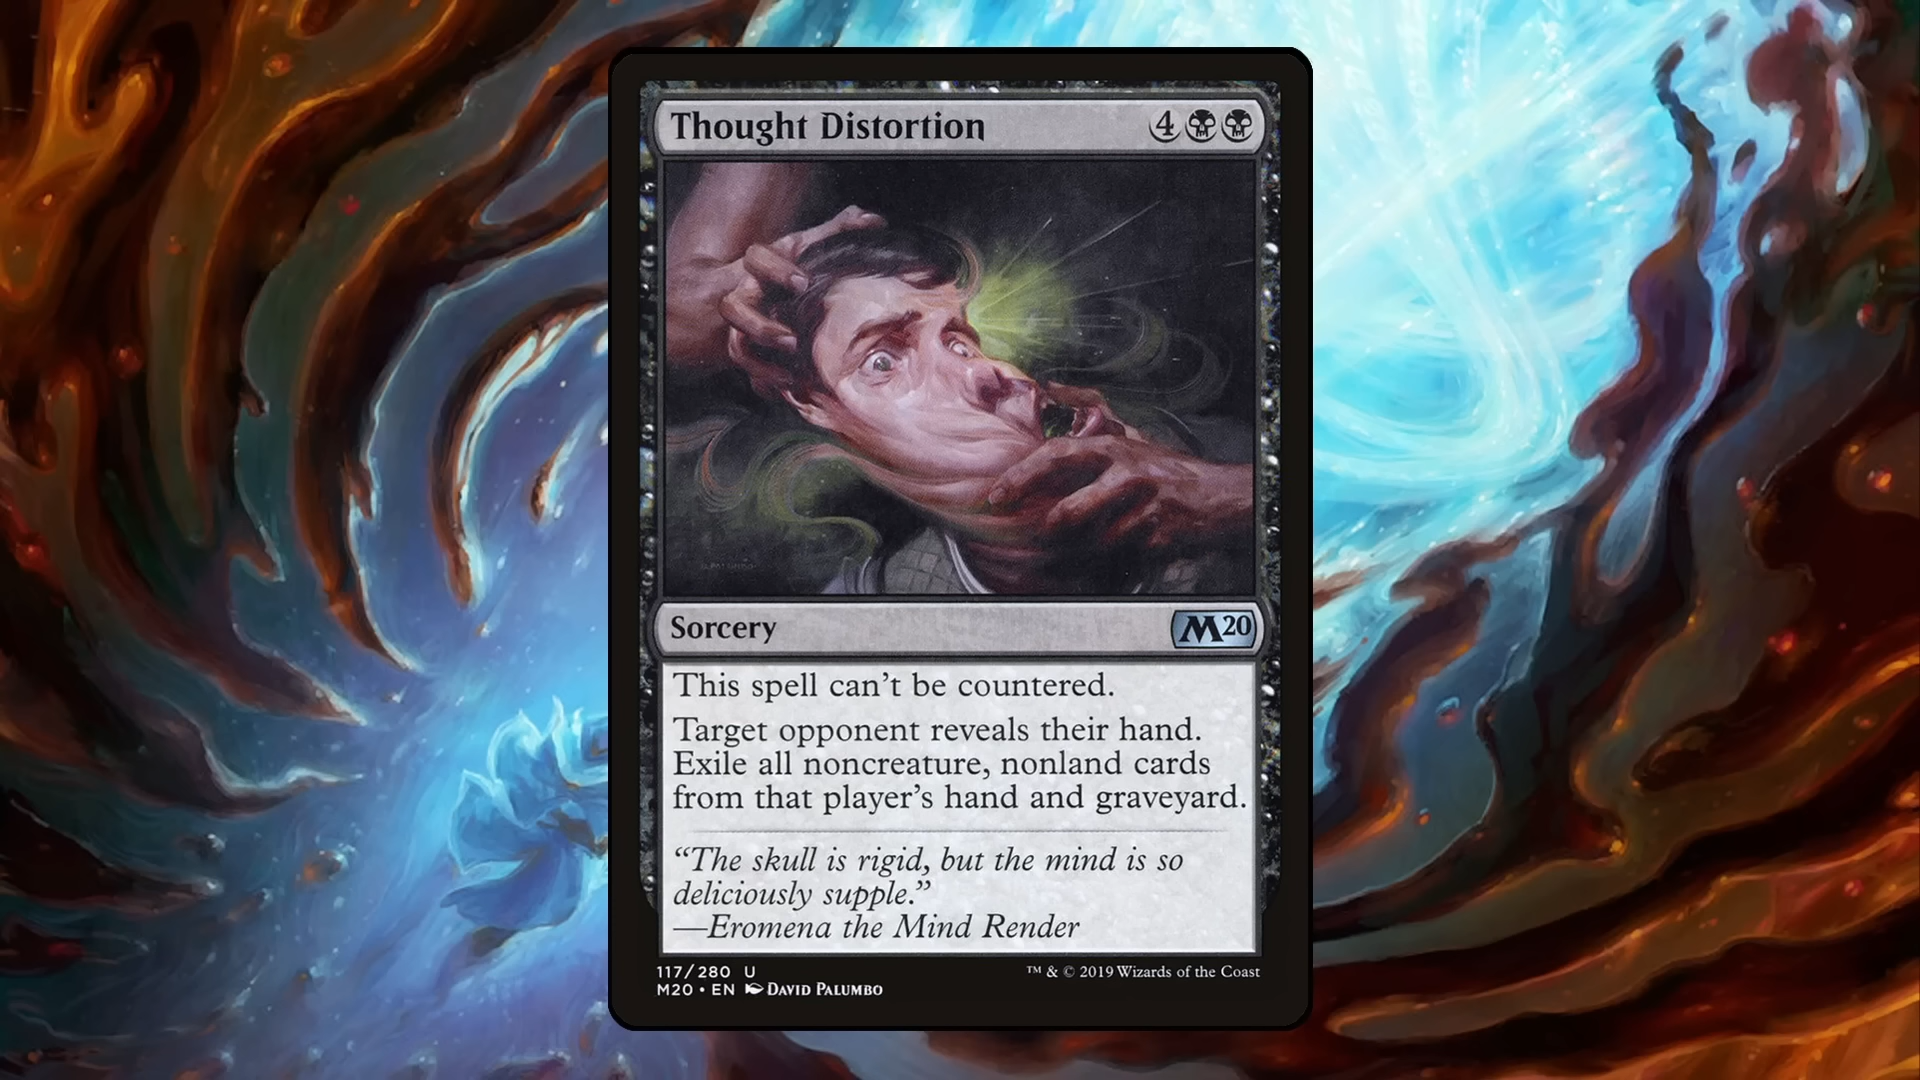 Thought Distortion 4
Sorcery M20
This spell can’t be countered.
Target opponent reveals their hand.
Exile all noncreature, nonland cards
from that player’s hand and graveyard.
“The skull is rigid, but the mind is so
deliciously supple.”
—Eromena the Mind Render
117/280 U
™ & © 2019 Wizards of the Coast
M20 • EN David Palumbo